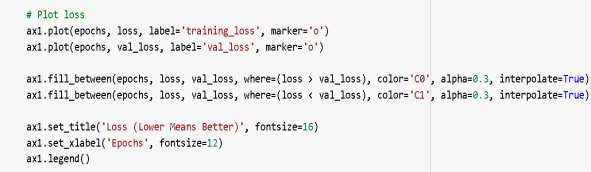 # Plot loss
ax1.plot(epochs, loss, label='training_loss', marker='o')
ax1.plot(epochs, val_loss, label='val_loss', marker='o')
ax1.fill_between(epochs, loss, val_loss, where=(loss > val_loss), color='C0', alpha=0.3, interpolate=True)
ax1.fill_between(epochs, loss, val_loss, where=(loss < val_loss), color='C1', alpha=0.3, interpolate=True)
ax1.set_title('Loss (Lower Means Better)', fontsize=16)
ax1.set_xlabel('Epochs', fontsize=12)
ax1.legend()